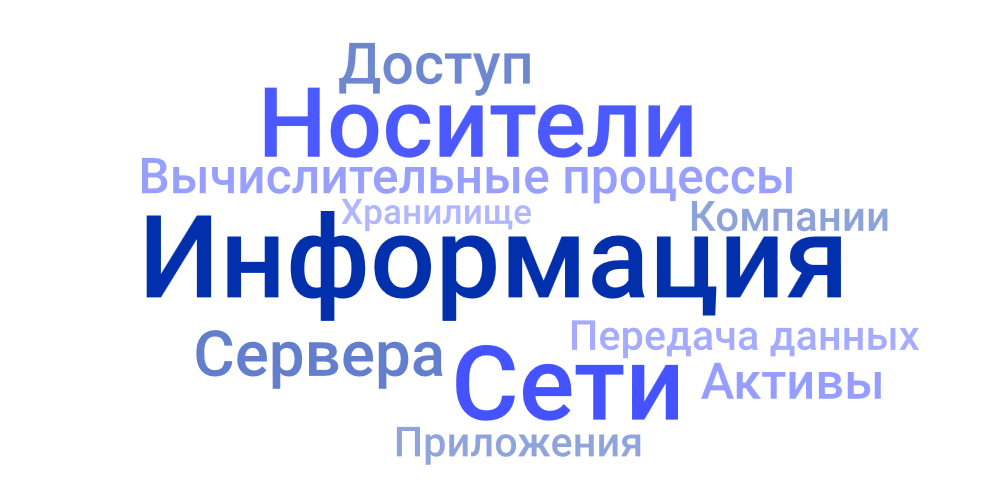 Доступ
Носители
Вычислительные процессы
Хранилище
Компании
Информация
Передача данных
Сервера
Сети
Активы
Приложения